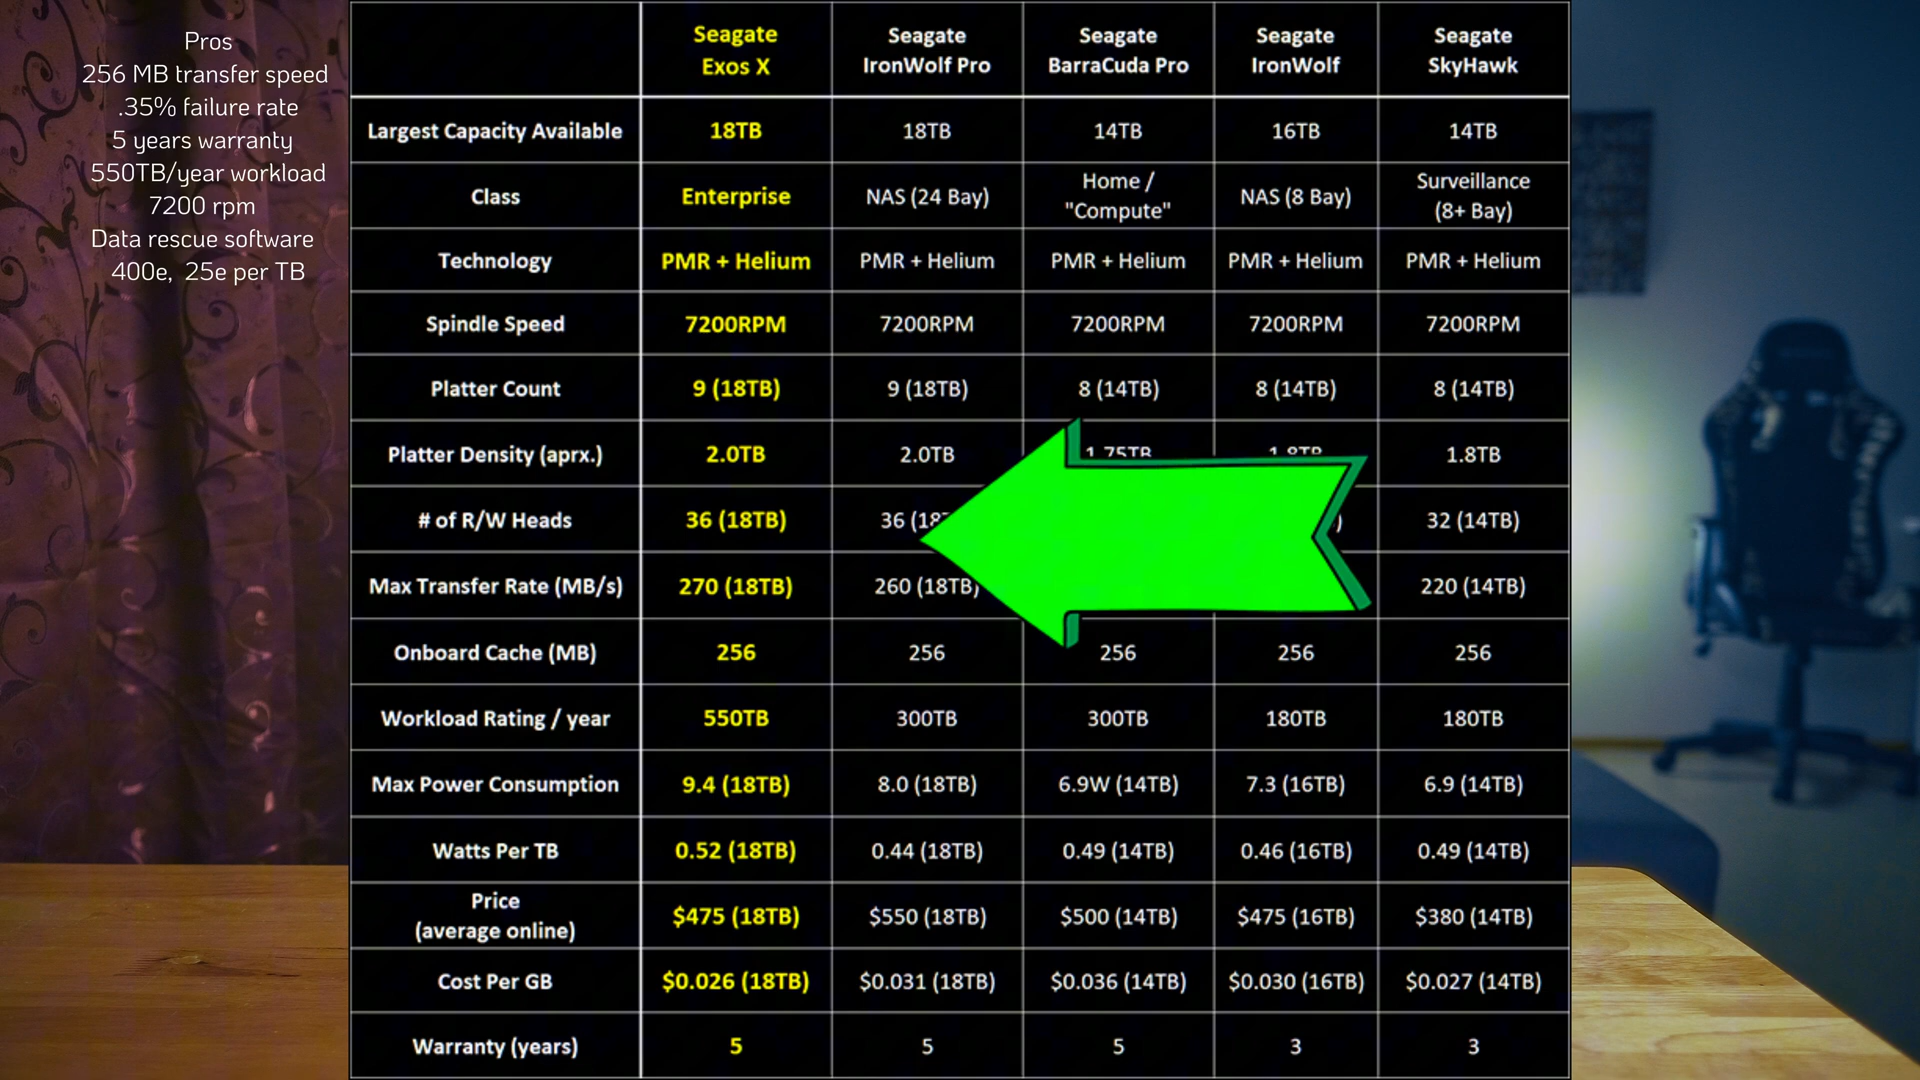 Pros
256 MB transfer speed
.35% failure rate
5 years warranty
550TB/year workload
7200 rpm
Data rescue software
400e, 25e per TB
Seagate Exos X
Seagate IronWolf Pro
Seagate BarraCuda Pro
Seagate IronWolf
Seagate SkyHawk
Largest Capacity Available 18TB 18TB 14TB 16TB 14TB
Class Enterprise NAS (24 Bay) Home / "Compute" NAS (8 Bay) Surveillance (8+ Bay)
Technology PMR + Helium PMR + Helium PMR + Helium PMR + Helium PMR + Helium
Spindle Speed 7200RPM 7200RPM 7200RPM 7200RPM 7200RPM
Platter Count 9 (18TB) 9 (18TB) 8 (14TB) 8 (14TB) 8 (14TB)
Platter Density (aprx.) 2.0TB 2.0TB 1.75TB 1.8TB 1.8TB
# of R/W Heads 36 (18TB) 36 32 (14TB)
Max Transfer Rate (MB/s) 270 (18TB) 260 (18TB) 220 (14TB)
Onboard Cache (MB) 256 256 256 256 256
Workload Rating / year 550TB 300TB 300TB 180TB 180TB
Max Power Consumption 9.4 (18TB) 8.0 (18TB) 6.9W (14TB) 7.3 (16TB) 6.9 (14TB)
Watts Per TB 0.52 (18TB) 0.44 (18TB) 0.49 (14TB) 0.46 (16TB) 0.49 (14TB)
Price (average online) $475 (18TB) $550 (18TB) $500 (14TB) $475 (16TB) $380 (14TB)
Cost Per GB $0.026 (18TB) $0.031 (18TB) $0.036 (14TB) $0.030 (16TB) $0.027 (14TB)
Warranty (years) 5 5 5 3 3